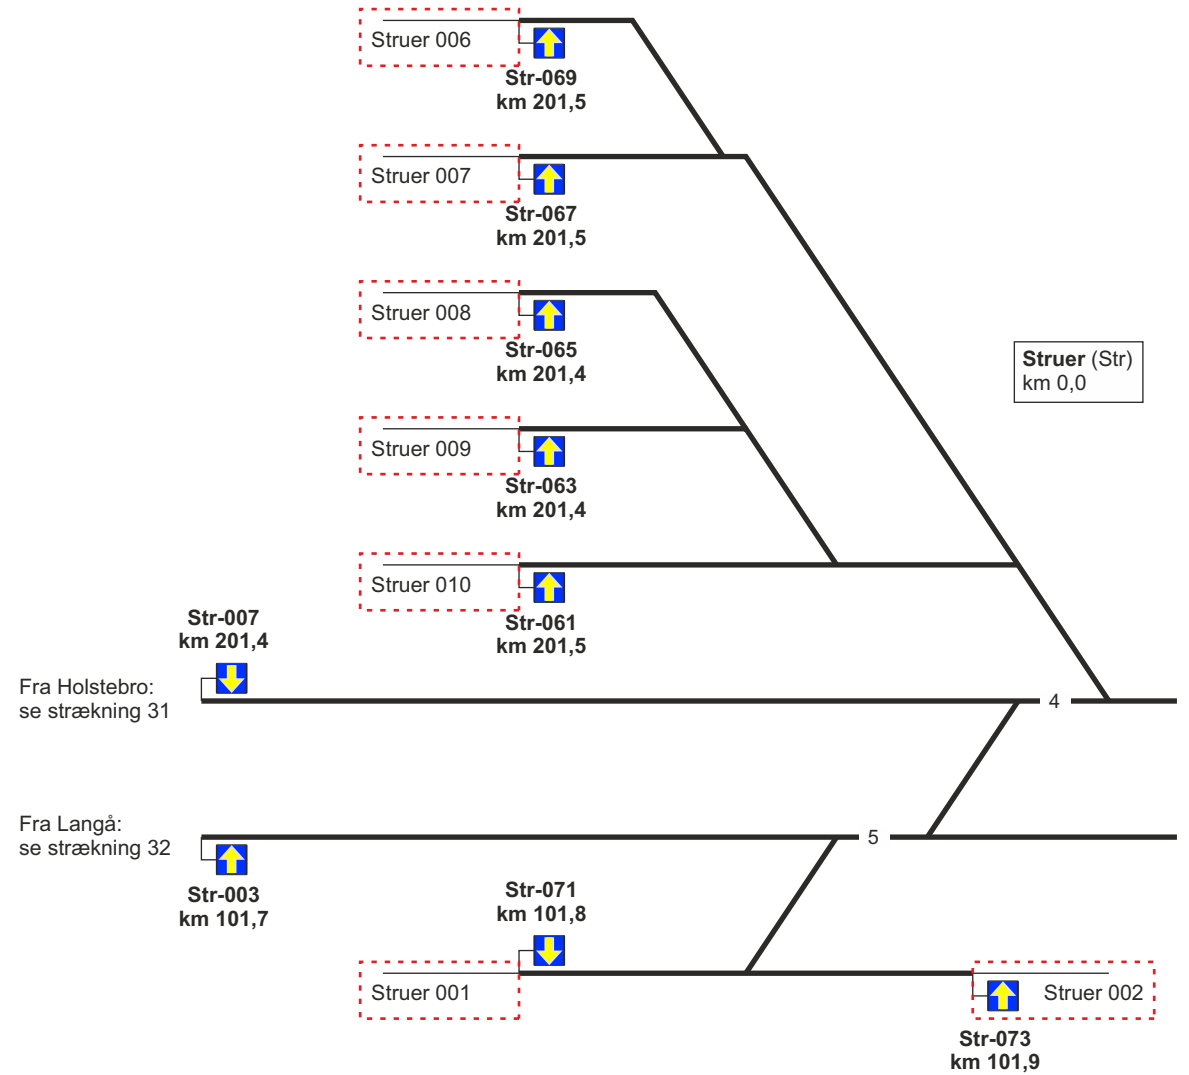 Struer 006
Str-069
km 201,5
Struer 007
Str-067
km 201,5
Struer 008
Str-065
km 201,4
Struer (Str)
km 0,0
Struer 009
Str-063
km 201,4
Struer 010
Str-061
km 201,5
Str-007
km 201,4
Fra Holstebro:
se strækning 31
4
Fra Langå:
se strækning 32
5
Str-003
km 101,7
Str-071
km 101,8
Struer 001
Struer 002
Str-073
km 101,9